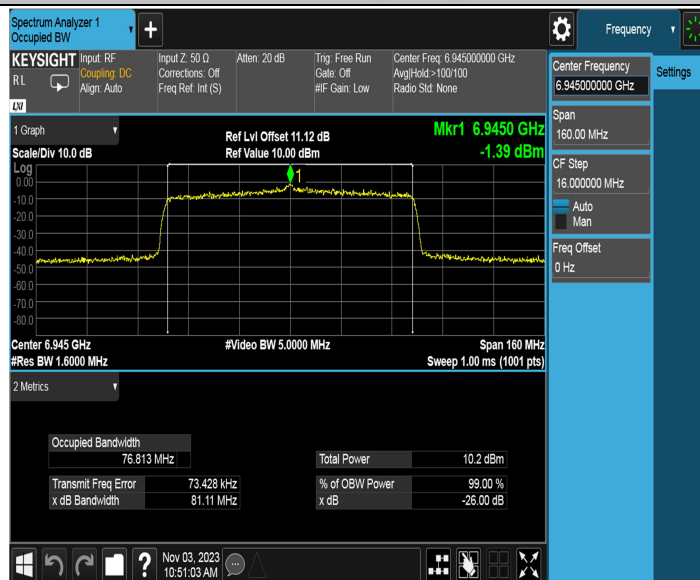 Spectrum Analyzer 1
Occupied BW
Frequency
KEYSIGHT
R L
LXI
Input: RF
Coupling: DC
Align: Auto
Input Z: 50 Ω
Corrections: Off
Freq Ref: Int (S)
Atten: 20 dB
Trig: Free Run
Gate: Off
#IF Gain: Low
Center Freq: 6.945000000 GHz
Avg|Hold:>100/100
Radio Std: None
Center Frequency
6.945000000 GHz
Settings
Span
160.00 MHz
CF Step
16.000000 MHz
Auto
Man
Freq Offset
0 Hz
1 Graph
Scale/Div 10.0 dB
Ref Lvl Offset 11.12 dB
Ref Value 10.00 dBm
Mkr1 6.9450 GHz
-1.39 dBm
Log
0.00
-10.0
-20.0
-30.0
-40.0
-50.0
-60.0
-70.0
-80.0
1
Center 6.945 GHz
#Video BW 5.0000 MHz
Span 160 MHz
#Res BW 1.6000 MHz
Sweep 1.00 ms (1001 pts)
2 Metrics
Occupied Bandwidth
76.813 MHz
Total Power 10.2 dBm
Transmit Freq Error 73.428 kHz
% of OBW Power 99.00 %
x dB Bandwidth 81.11 MHz
x dB -26.00 dB
?
Nov 03, 2023
10:51:03 AM